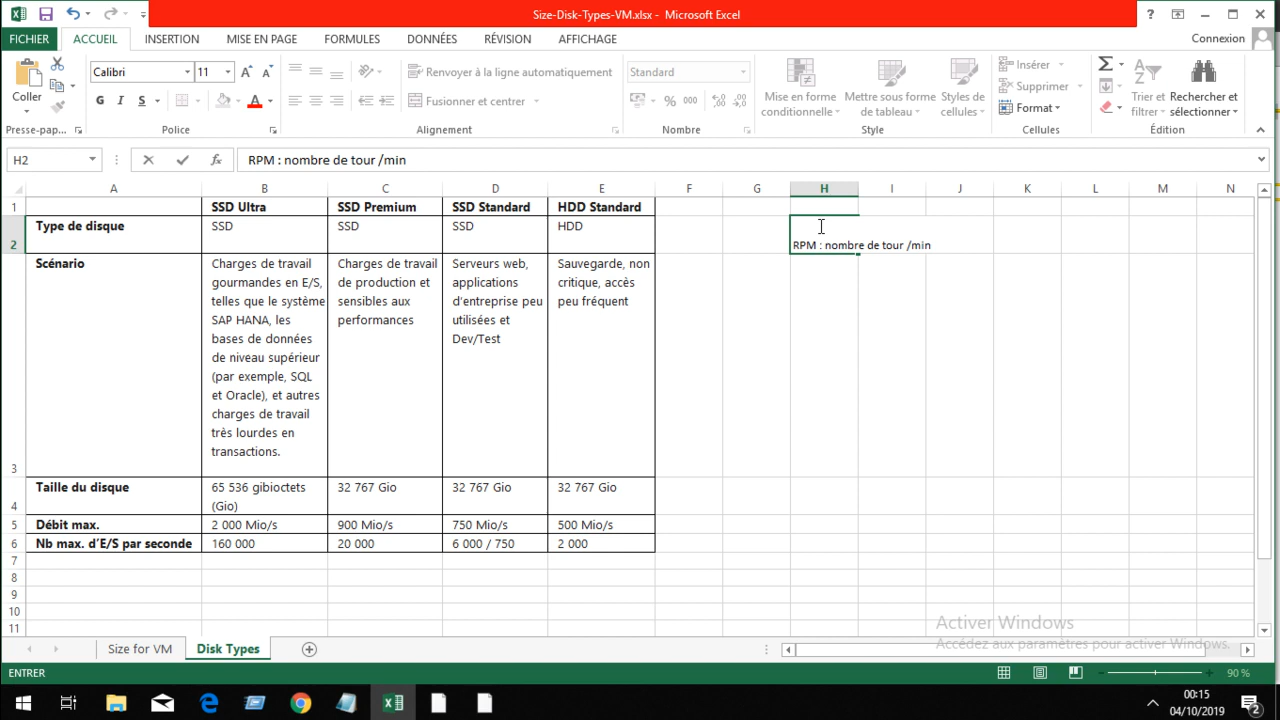 Size-Disk-Types-VM.xlsx - Microsoft Excel
FICHIER ACCUEIL INSERTION MISE EN PAGE FORMULES DONNÉES RÉVISION AFFICHAGE Connexion
Coller
Presse-pap...
Calibri 11
G I S
Police
Renvoyer à la ligne automatiquement
Fusionner et centrer
Alignement
Standard
% 000
Nombre
Mise en forme conditionnelle
Mettre sous forme de tableau
Styles de cellules
Style
Insérer
Supprimer
Format
Cellules
Trier et filtrer
Rechercher et sélectionner
Édition
H2 fx RPM : nombre de tour /min
A B C D E F G H I J K L M N
1 SSD Ultra SSD Premium SSD Standard HDD Standard
2 Type de disque SSD SSD SSD HDD
RPM : nombre de tour /min
3 Scénario
Charges de travail
gourmandes en E/S,
telles que le système
SAP HANA, les
bases de données
de niveau supérieur
(par exemple, SQL
et Oracle), et autres
charges de travail
très lourdes en
transactions.
Charges de travail
de production et
sensibles aux
performances
Serveurs web,
applications
d'entreprise peu
utilisées et
Dev/Test
Sauvegarde, non
critique, accès
peu fréquent
4 Taille du disque 65 536 gibioctets (Gio) 32 767 Gio 32 767 Gio 32 767 Gio
5 Débit max. 2 000 Mio/s 900 Mio/s 750 Mio/s 500 Mio/s
6 Nb max. d'E/S par seconde 160 000 20 000 6 000 / 750 2 000
7
8
9
10
11
Activer Windows
Accédez aux paramètres pour activer Windows.
Size for VM Disk Types
ENTRER 90 %
00:15
04/10/2019
2